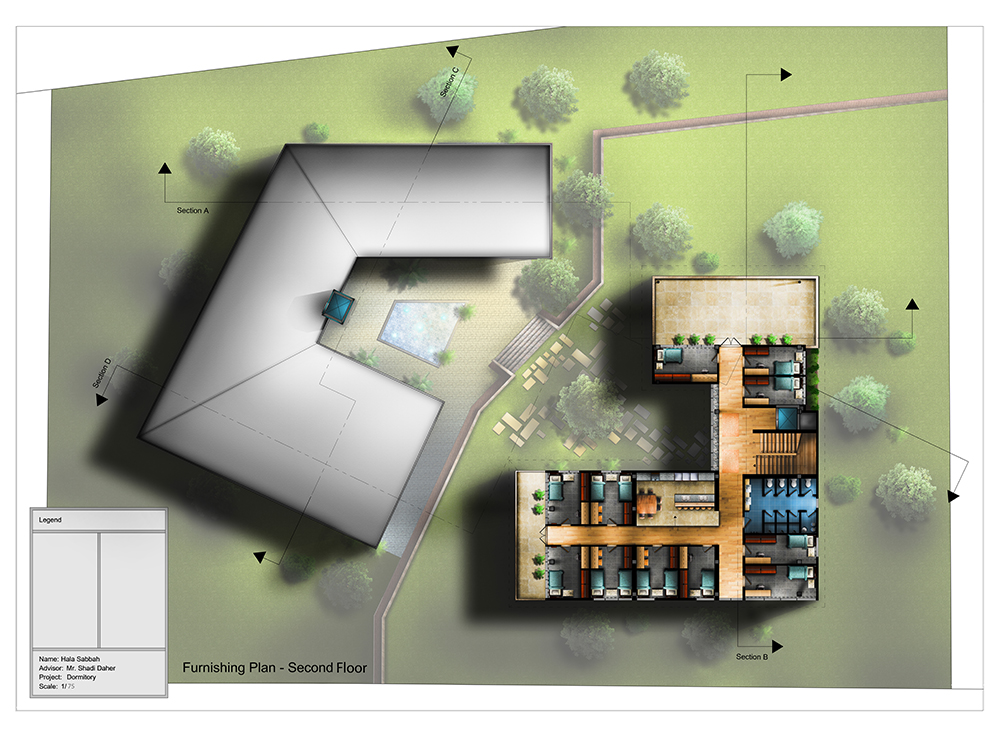 Section C
Section A
Section D
Legend
Name: Hala Sabbah
Advisor: Mr. Shadi Daher
Project: Dormitory
Scale: 1/75
Furnishing Plan - Second Floor
Section B